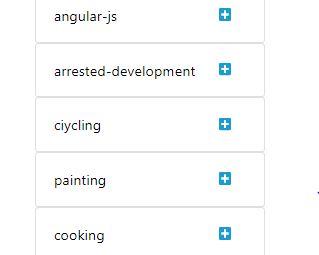 angular-js
arrested-development
ciycling
painting
cooking